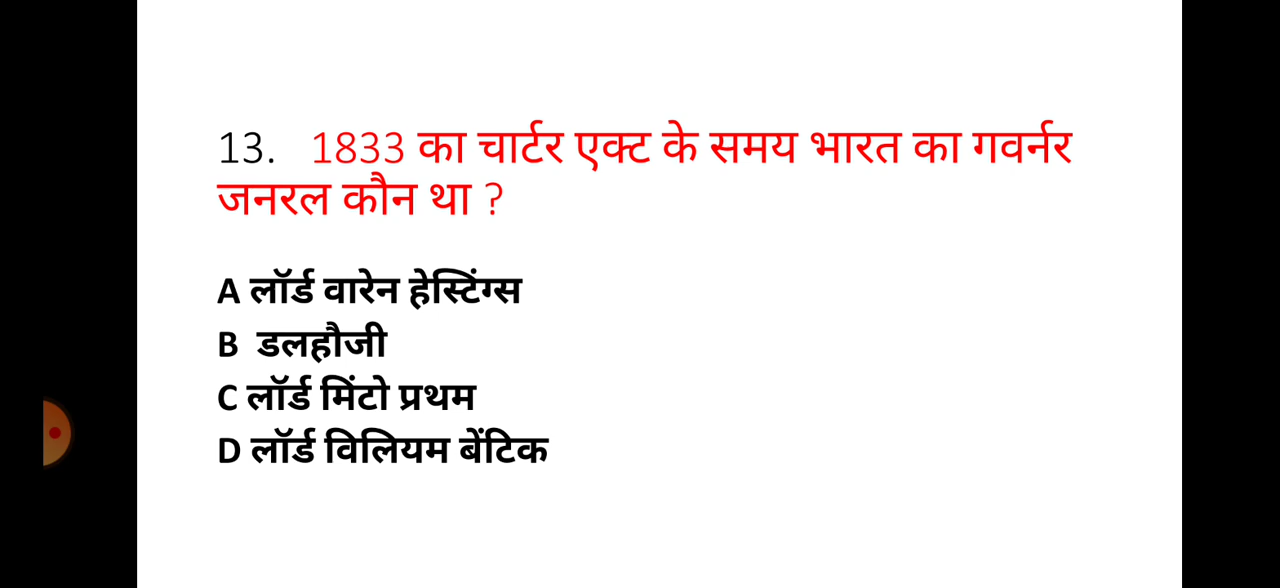 13. 1833 का चार्टर एक्ट के समय भारत का गवर्नर
जनरल कौन था ?
A लॉर्ड वारेन हेस्टिंग्स
B डलहौजी
C लॉर्ड मिंटो प्रथम
D लॉर्ड विलियम बेंटिक